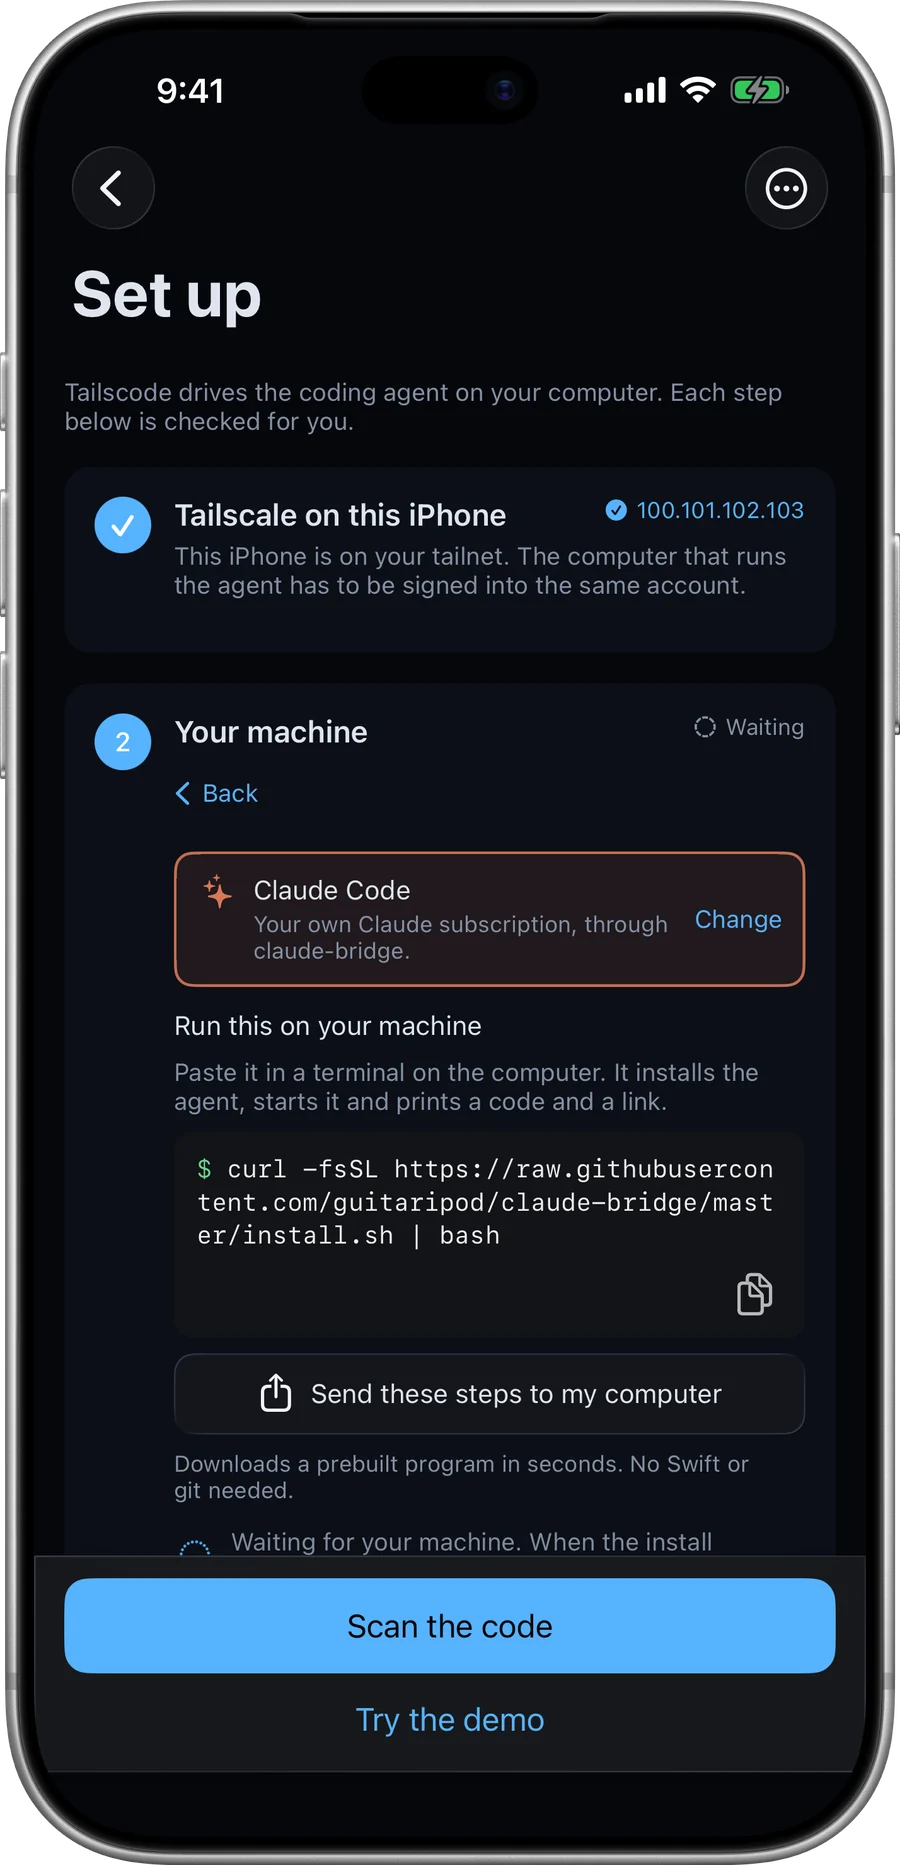 9:41
Set up
Tailscode drives the coding agent on your computer. Each step
below is checked for you.
Tailscale on this iPhone
100.101.102.103
This iPhone is on your tailnet. The computer that runs
the agent has to be signed into the same account.
2
Your machine
Waiting
Back
Claude Code
Your own Claude subscription, through
claude-bridge.
Change
Run this on your machine
Paste it in a terminal on the computer. It installs the
agent, starts it and prints a code and a link.
$ curl -fsSL https://raw.githubusercon
tent.com/guitaripod/claude-bridge/mast
er/install.sh | bash
Send these steps to my computer
Downloads a prebuilt program in seconds. No Swift or
git needed.
Waiting for your machine. When the install
Scan the code
Try the demo